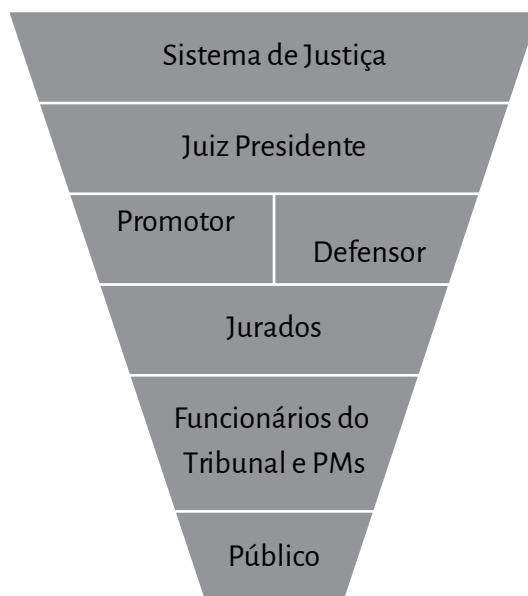 Sistema de Justiça
Juiz Presidente
Promotor
Defensor
Jurados
Funcionários do
Tribunal e PMs
Público